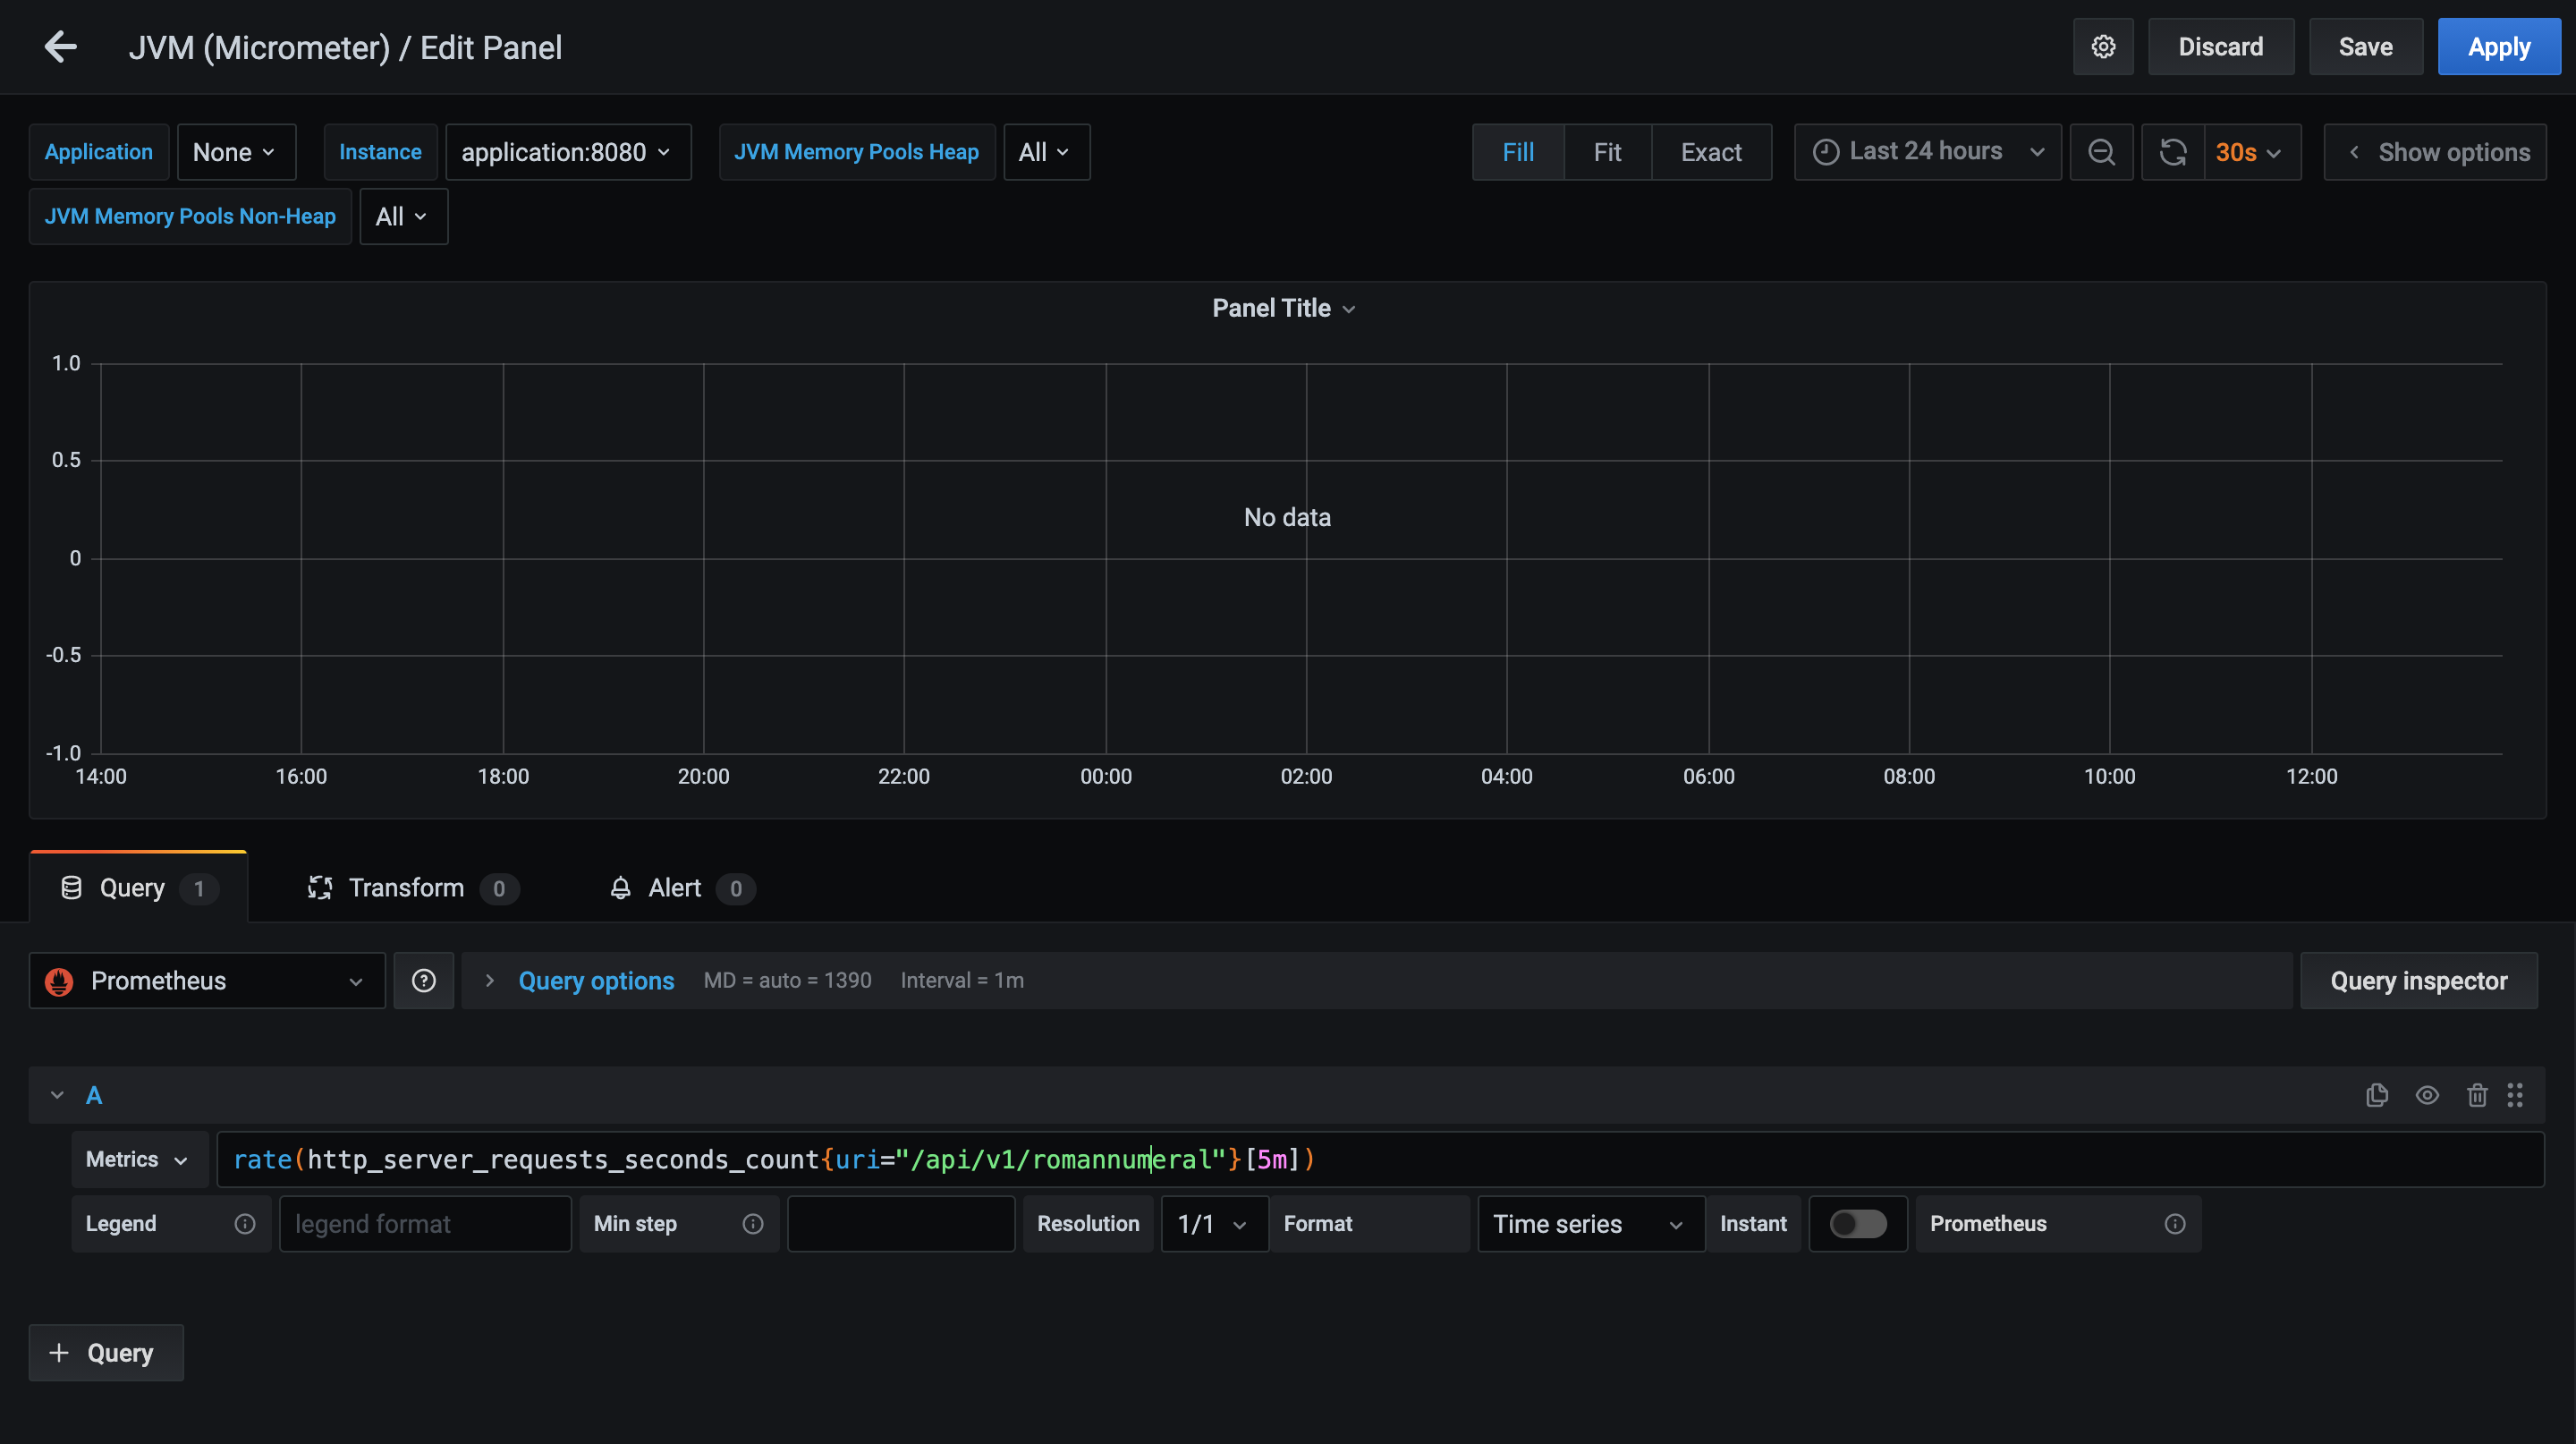 JVM (Micrometer) / Edit Panel
Discard
Save
Apply
Application None Instance application:8080 JVM Memory Pools Heap All
Fill Fit Exact Last 24 hours 30s Show options
JVM Memory Pools Non-Heap All
Panel Title
1.0
0.5
No data
0
-0.5
-1.0
14:00 16:00 18:00 20:00 22:00 00:00 02:00 04:00 06:00 08:00 10:00 12:00
Query 1 Transform 0 Alert 0
Prometheus ? Query options MD = auto = 1390 Interval = 1m Query inspector
A
Metrics rate(http_server_requests_seconds_count{uri="/api/v1/romannumeral"}[5m])
Legend legend format Min step Resolution 1/1 Format Time series Instant Prometheus
+ Query